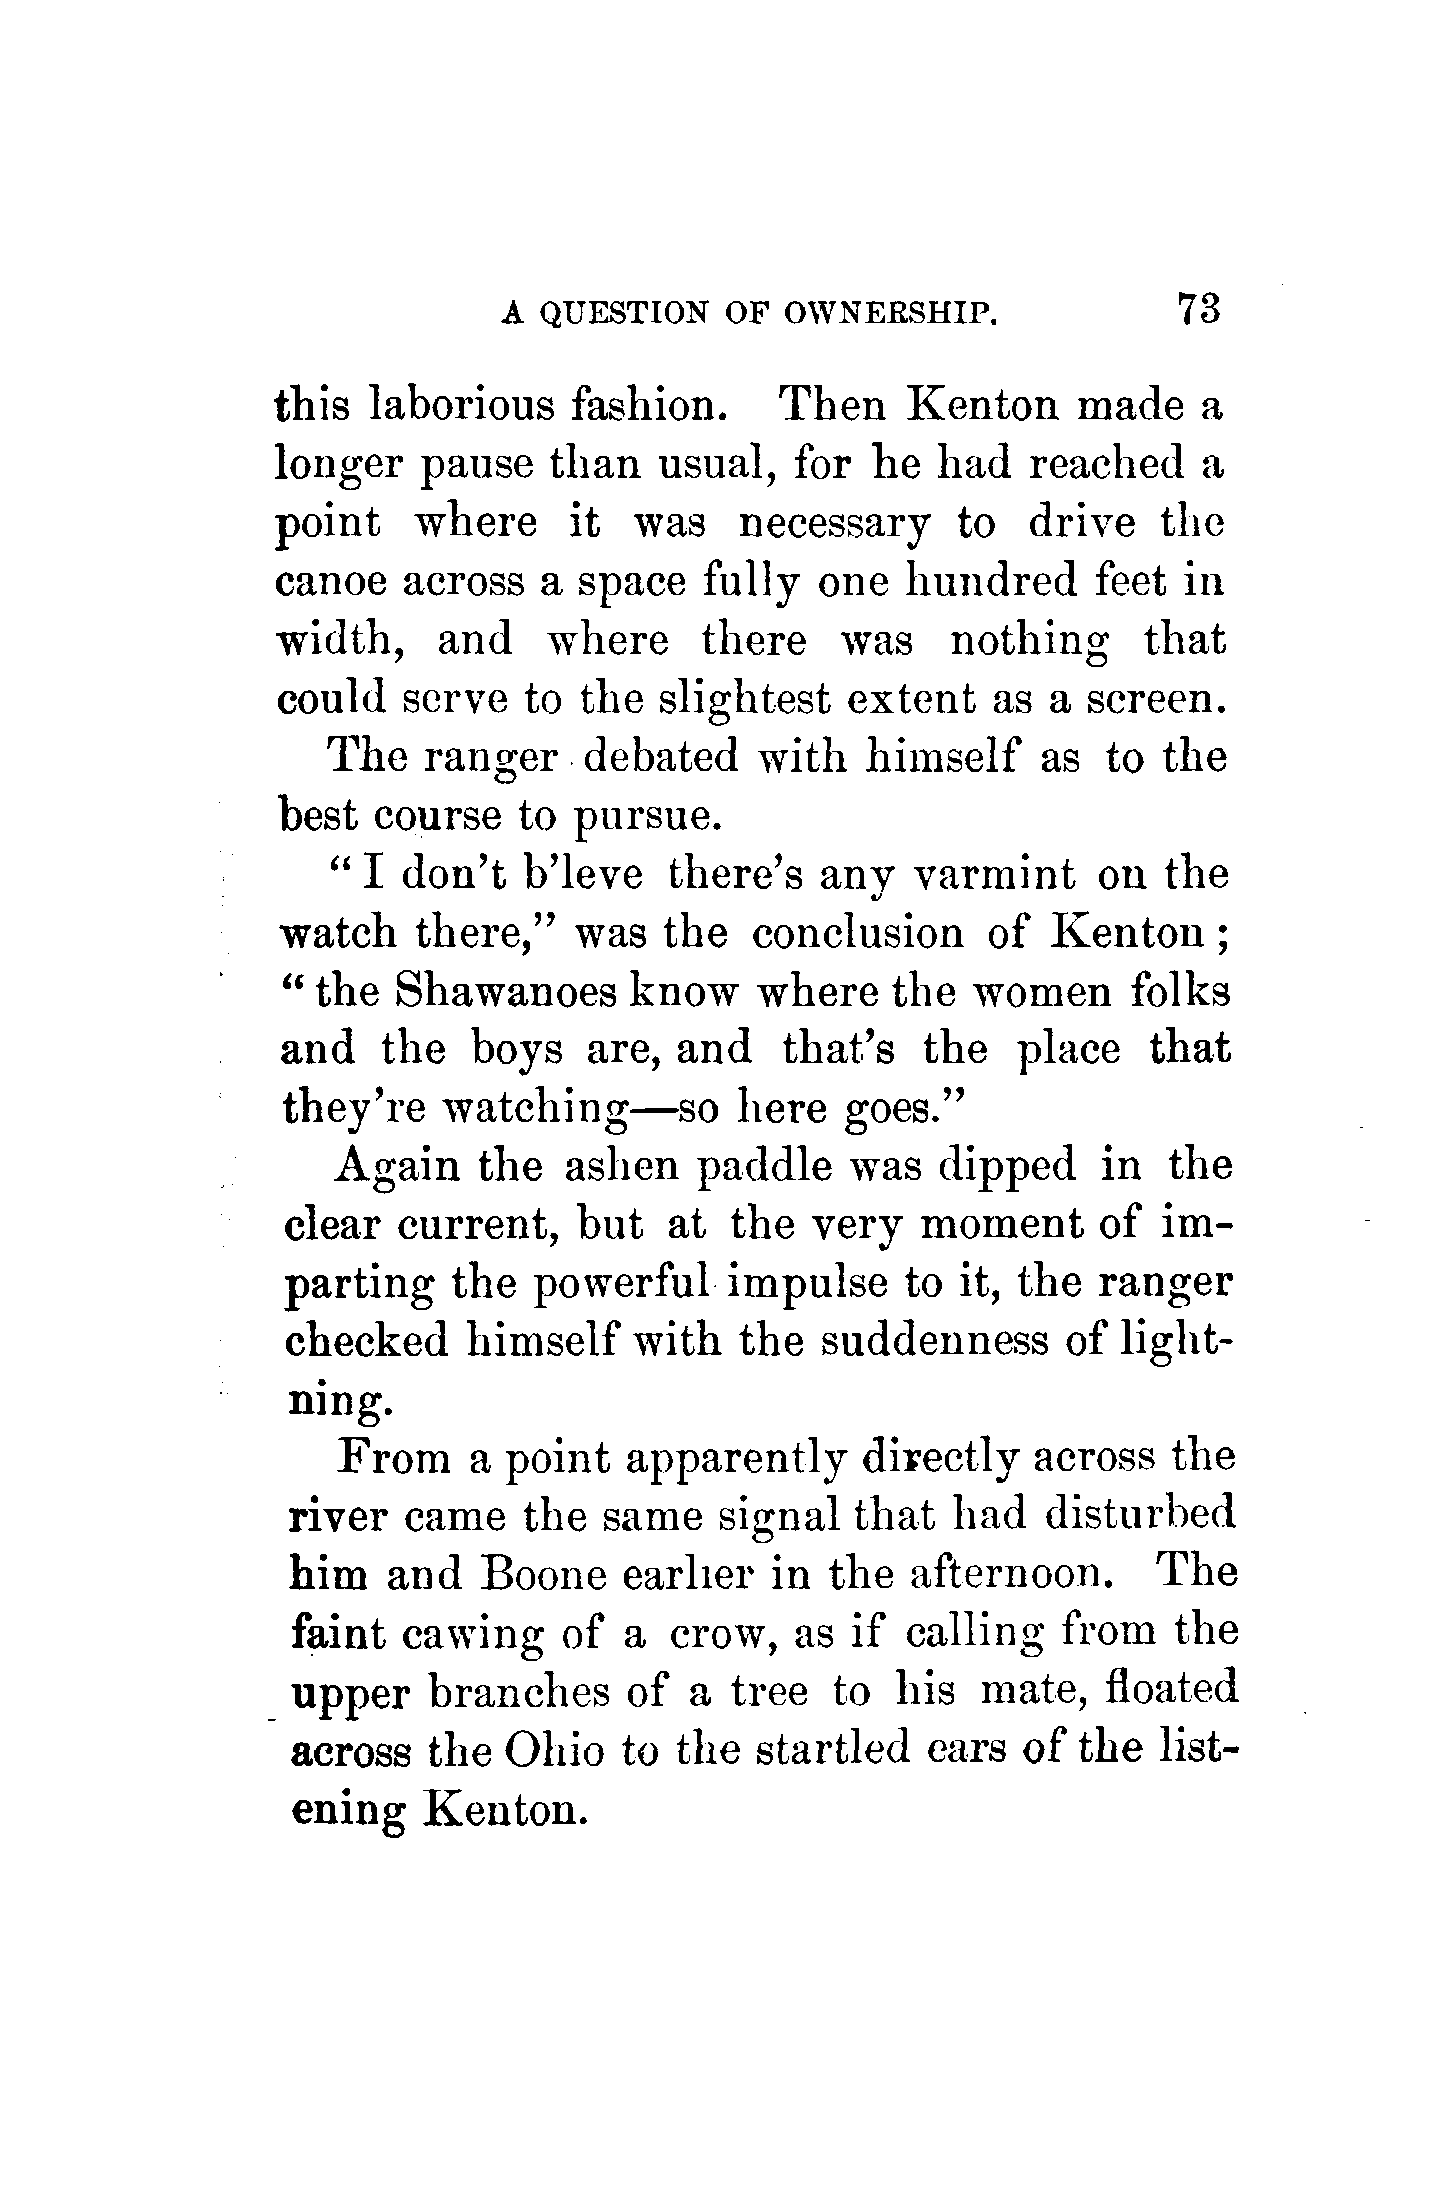 A QUESTION OF OWNERSHIP. 73
this laborious fashion. Then Kenton made a
longer pause than usual, for he had reached a
point where it was necessary to drive the
canoe across a space fully one hundred feet in
width, and where there was nothing that
could serve to the slightest extent as a screen.
The ranger debated with himself as to the
best course to pursue.
“ I don’t b’leve there’s any varmint on the
watch there,” was the conclusion of Kenton ;
“ the Shawanoes know where the women folks
and the boys are, and that’s the place that
they’re watching—so here goes.”
Again the ashen paddle was dipped in the
clear current, but at the very moment of im-
parting the powerful impulse to it, the ranger
checked himself with the suddenness of light-
ning.
From a point apparently directly across the
river came the same signal that had disturbed
him and Boone earlier in the afternoon. The
faint cawing of a crow, as if calling from the
upper branches of a tree to his mate, floated
across the Ohio to the startled ears of the list-
ening Kenton.